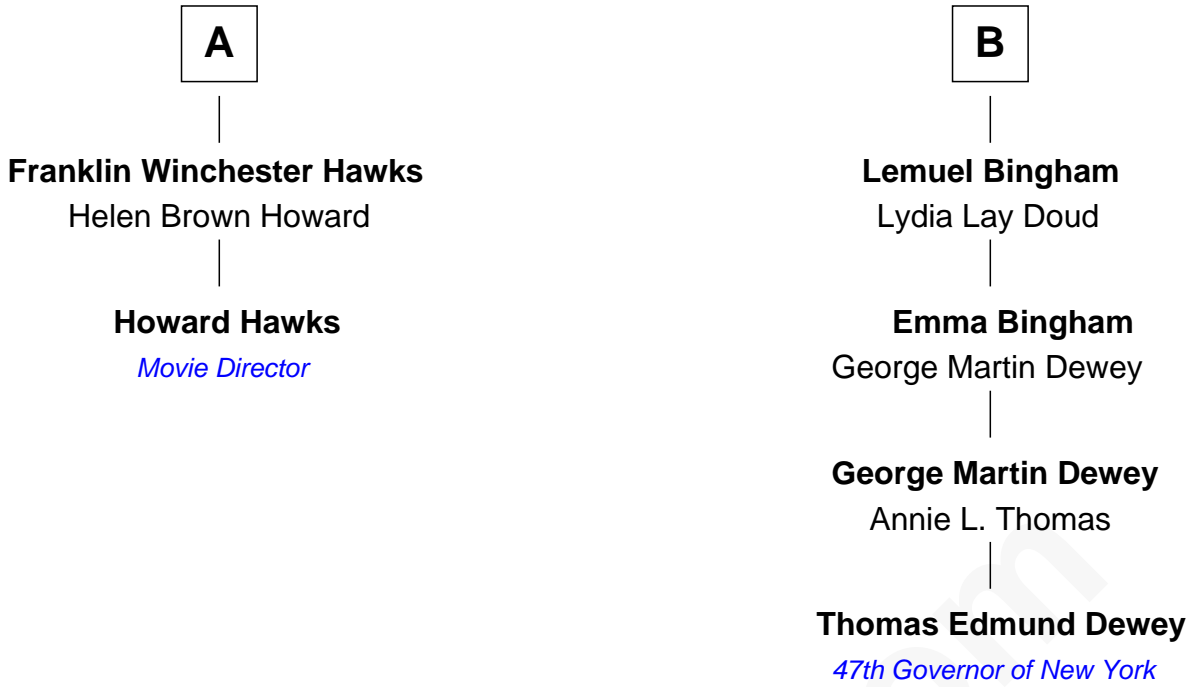 A
Franklin Winchester Hawks
Helen Brown Howard
Howard Hawks
Movie Director
B
Lemuel Bingham
Lydia Lay Doud
Emma Bingham
George Martin Dewey
George Martin Dewey
Annie L. Thomas
Thomas Edmund Dewey
47th Governor of New York